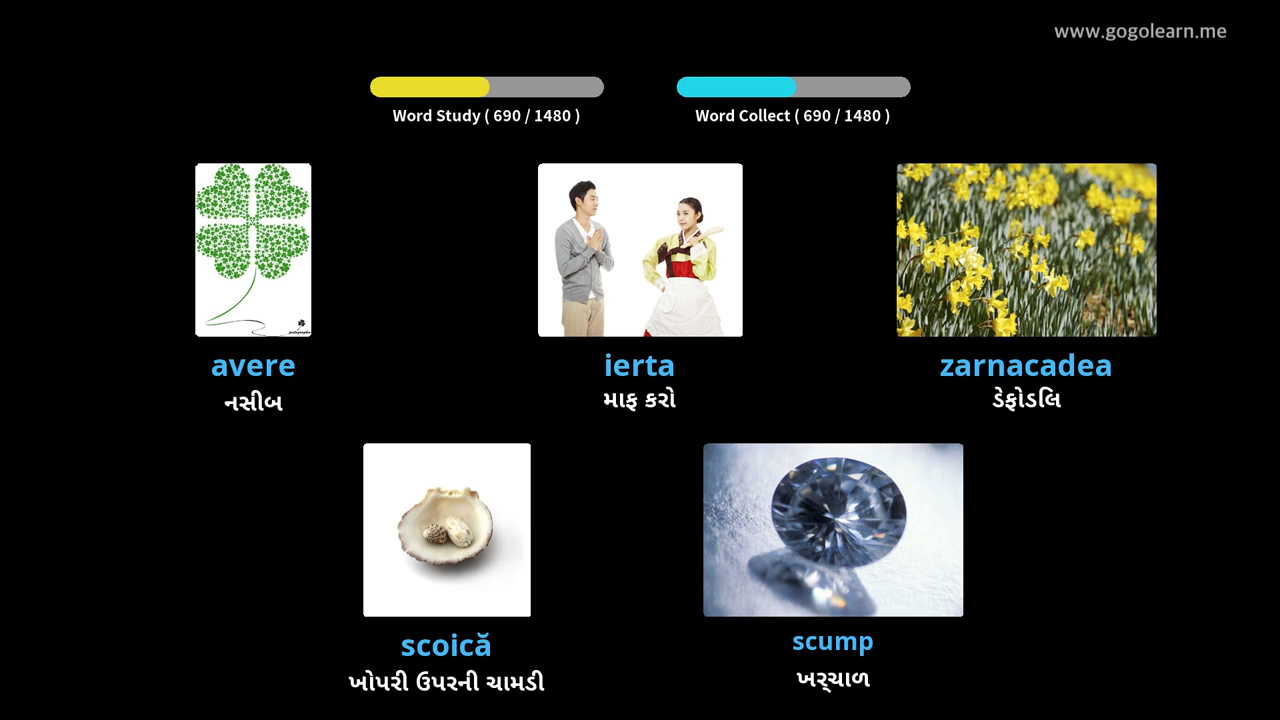 www.gogolearn.me
Word Study ( 690 / 1480 )
Word Collect ( 690 / 1480 )
avere
નસીબ
ierta
માફ કરો
zarnacadea
ડેફોડલિ
scoică
ખોપરી ઉપરની ચામડી
scump
ખર્ચાળ